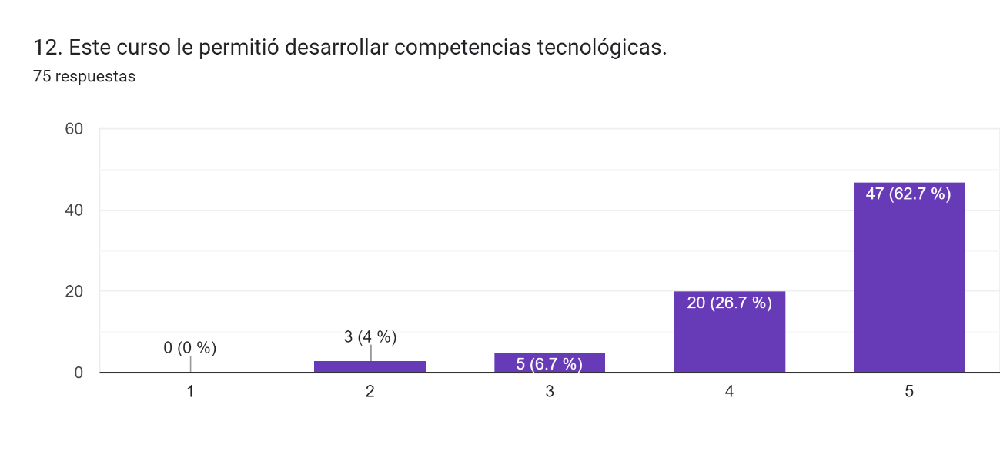 12. Este curso le permitió desarrollar competencias tecnológicas.
75 respuestas
60
40
20
0
0 (0 %)
3 (4 %)
5 (6.7 %)
20 (26.7 %)
47 (62.7 %)
1 2 3 4 5